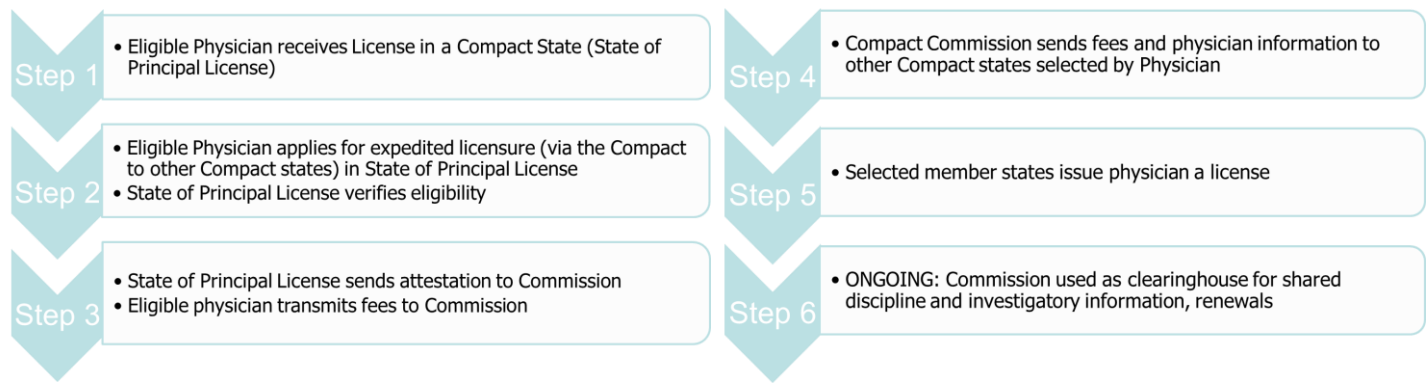 Step 1
• Eligible Physician receives License in a Compact State (State of
Principal License)
Step 2
• Eligible Physician applies for expedited licensure (via the Compact
to other Compact states) in State of Principal License
• State of Principal License verifies eligibility
Step 3
• State of Principal License sends attestation to Commission
• Eligible physician transmits fees to Commission
Step 4
• Compact Commission sends fees and physician information to
other Compact states selected by Physician
Step 5
• Selected member states issue physician a license
Step 6
• ONGOING: Commission used as clearinghouse for shared
discipline and investigatory information, renewals